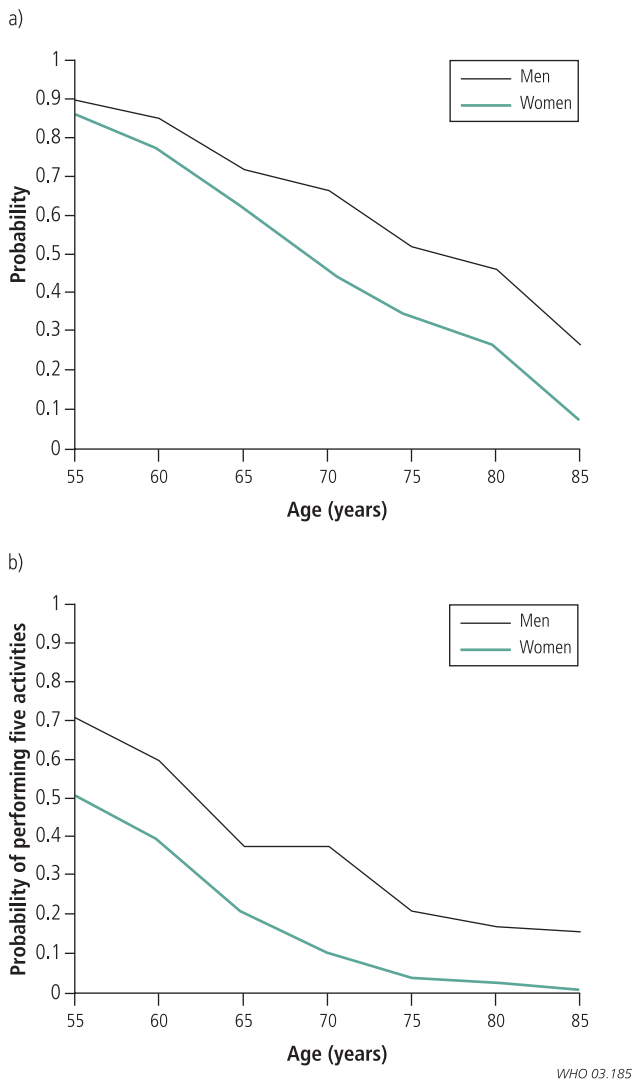 a)
1
0.9
0.8
0.7
0.6
0.5
0.4
0.3
0.2
0.1
0
Probability
Men
Women
55 60 65 70 75 80 85
Age (years)
b)
1
0.9
0.8
0.7
0.6
0.5
0.4
0.3
0.2
0.1
0
Probability of performing five activities
Men
Women
55 60 65 70 75 80 85
Age (years)
WHO 03.185